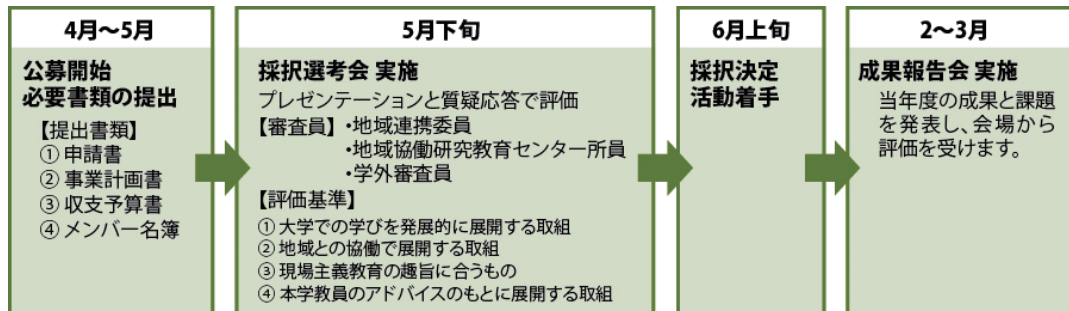 4月〜5月
公募開始
必要書類の提出
【提出書類】
① 申請書
② 事業計画書
③ 収支予算書
④ メンバー名簿
5月下旬
採択選考会 実施
プレゼンテーションと質疑応答で評価
【審査員】・地域連携委員
・地域協働研究教育センター所員
・学外審査員
【評価基準】
① 大学での学びを発展的に展開する取組
② 地域との協働で展開する取組
③ 現場主義教育の趣旨に合うもの
④ 本学教員のアドバイスのもとに展開する取組
6月上旬
採択決定
活動着手
2〜3月
成果報告会 実施
当年度の成果と課題
を発表し、会場から
評価を受けます。